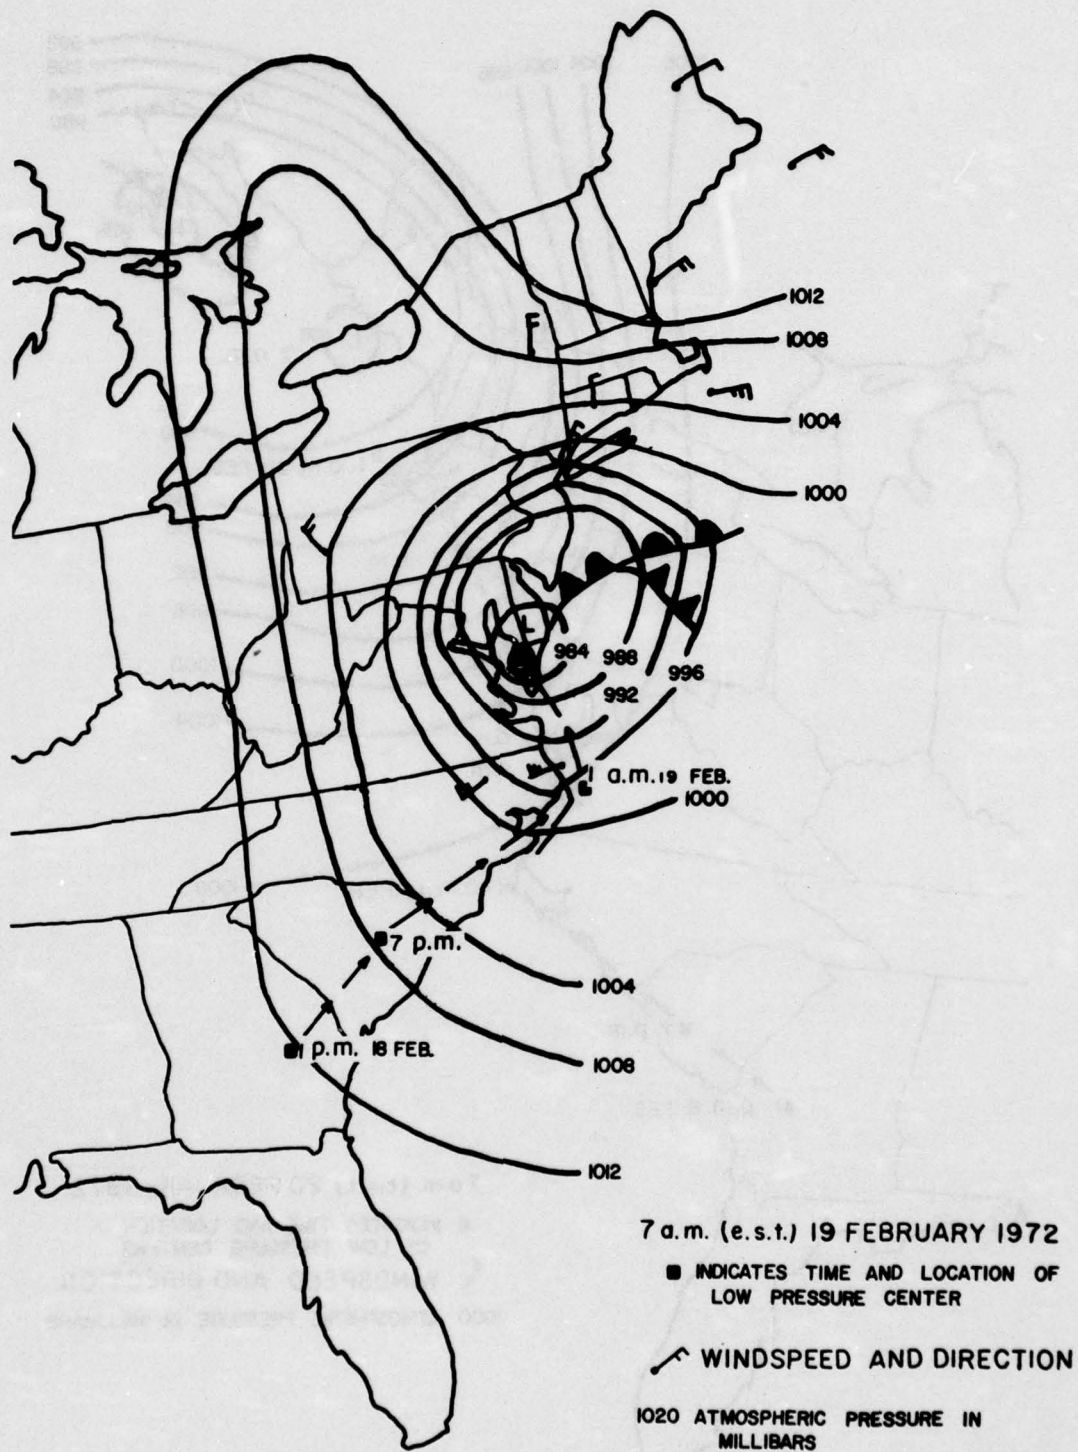 1012
1008
1004
1000
L
984
988
996
992
1 a.m. 19 FEB.
1000
7 p.m.
1004
1 p.m. 18 FEB.
1008
1012
7 a.m. (e.s.t.) 19 FEBRUARY 1972
INDICATES TIME AND LOCATION OF
LOW PRESSURE CENTER
WINDSPEED AND DIRECTION
1020 ATMOSPHERIC PRESSURE IN
MILLIBARS